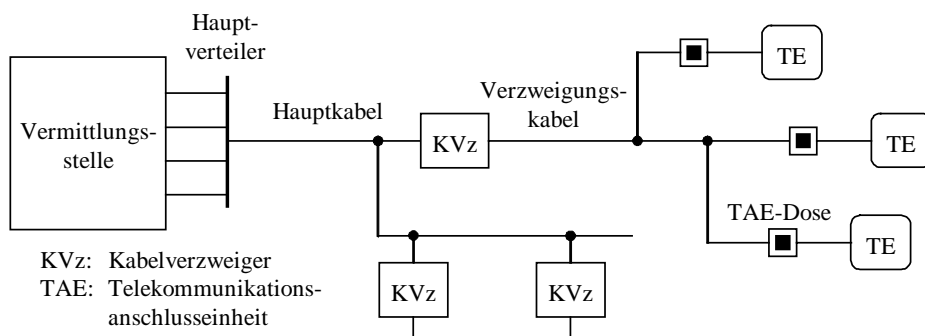 Haupt-
verteiler
Vermittlungs-
stelle
Hauptkabel
KVz
Verzweigungs-
kabel
TE
TE
TAE-Dose
TE
KVz
KVz
KVz: Kabelverzweiger
TAE: Telekommunikations-
anschlusseinheit